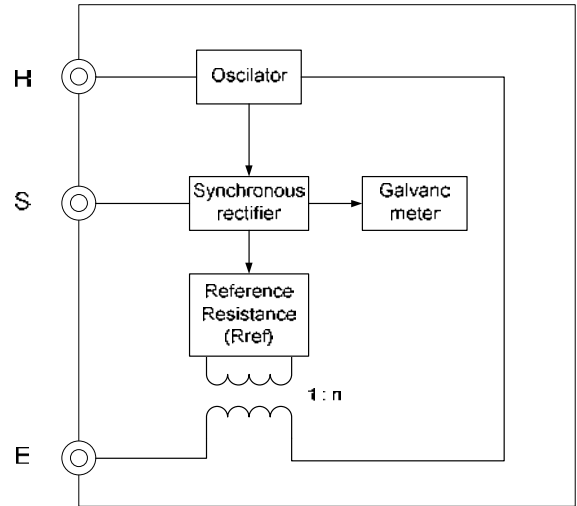 H
Oscilator
S
Synchronous
rectifier
Galvanc
meter
Reference
Resistance
(Rref)
1 : n
E